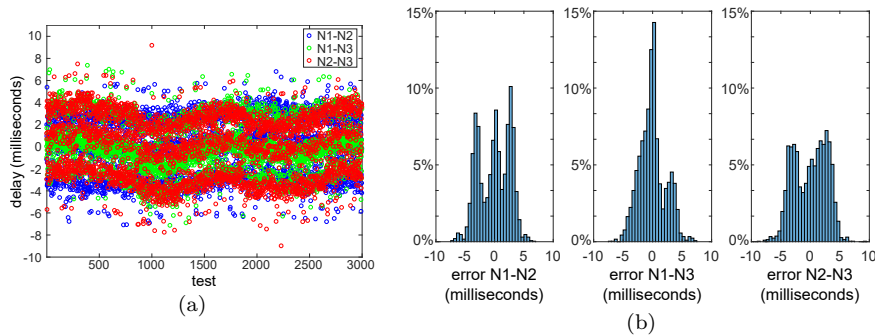 10
8
6
4
2
0
-2
-4
-6
-8
-10
delay (milliseconds)
500 1000 1500 2000 2500 3000
test
N1-N2
N1-N3
N2-N3
(a)
15%
10%
5%
0%
-10 -5 0 5 10
error N1-N2
(milliseconds)
15%
10%
5%
0%
-10 -5 0 5 10
error N1-N3
(milliseconds)
15%
10%
5%
0%
-10 -5 0 5 10
error N2-N3
(milliseconds)
(b)